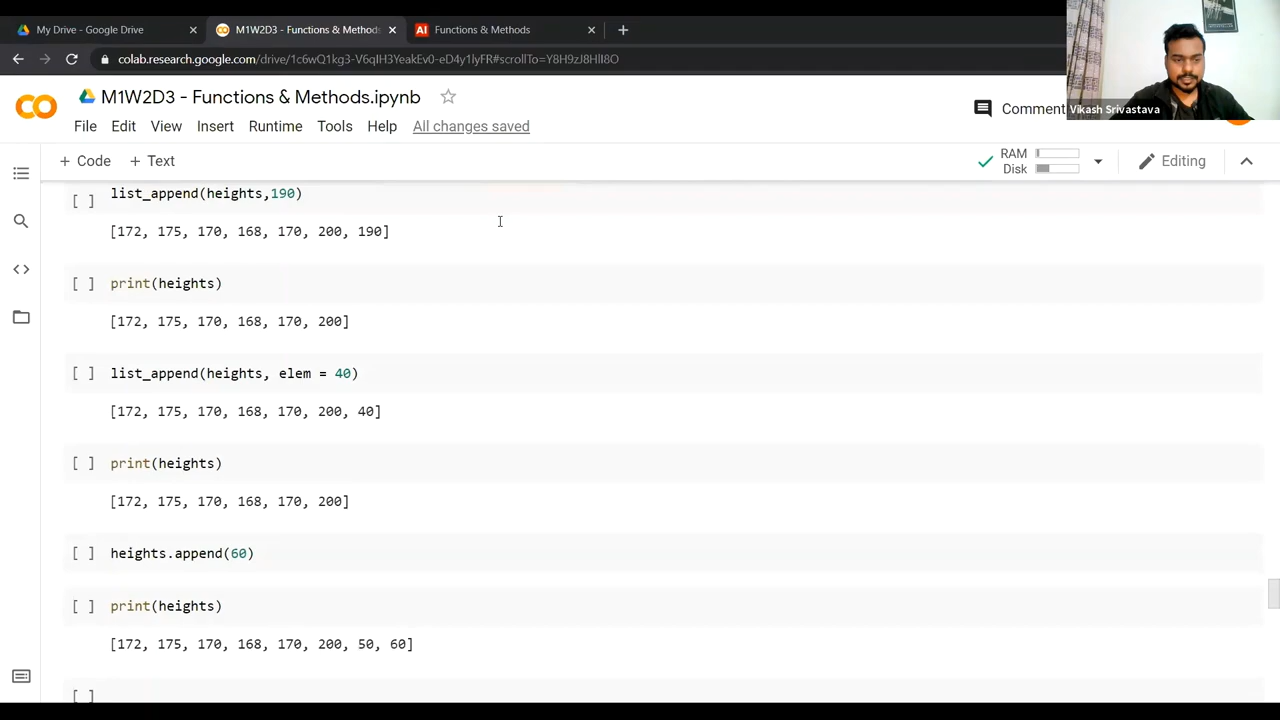 My Drive - Google Drive
M1W2D3 - Functions & Methods
AI Functions & Methods
colab.research.google.com/drive/1c6wQ1kg3-V6qIH3YeakEv0-eD4y1lyFR#scrollTo=Y8H9zJ8HlI8O
Vikash Srivastava
M1W2D3 - Functions & Methods.ipynb
Comment
File Edit View Insert Runtime Tools Help All changes saved
+ Code + Text
RAM
Disk
Editing
[ ] list_append(heights,190)
[172, 175, 170, 168, 170, 200, 190]
[ ] print(heights)
[172, 175, 170, 168, 170, 200]
[ ] list_append(heights, elem = 40)
[172, 175, 170, 168, 170, 200, 40]
[ ] print(heights)
[172, 175, 170, 168, 170, 200]
[ ] heights.append(60)
[ ] print(heights)
[172, 175, 170, 168, 170, 200, 50, 60]
[ ]